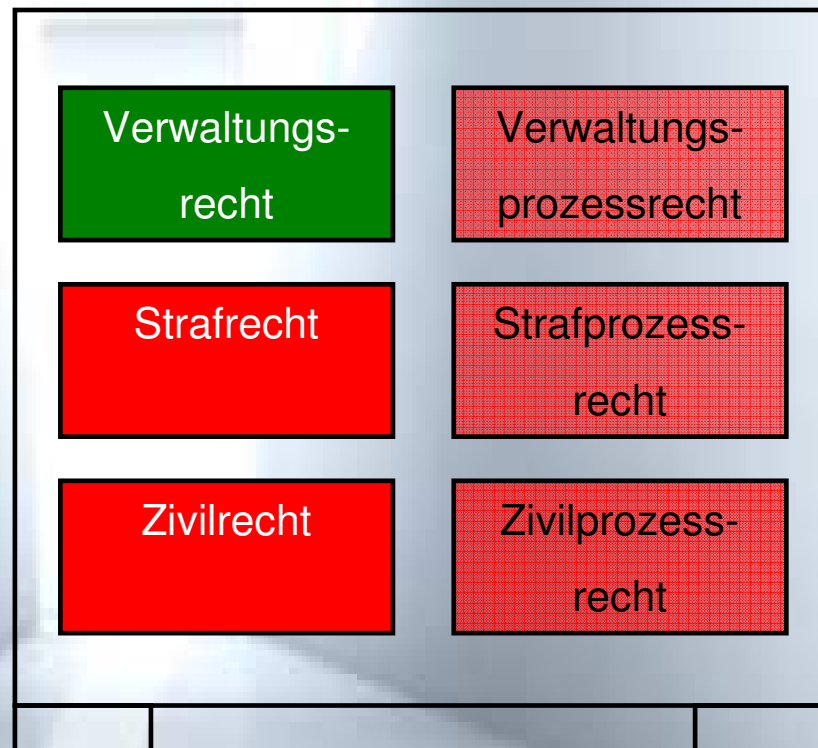 Verwaltungs-
recht
Verwaltungs-
prozessrecht
Strafrecht
Strafprozess-
recht
Zivilrecht
Zivilprozess-
recht